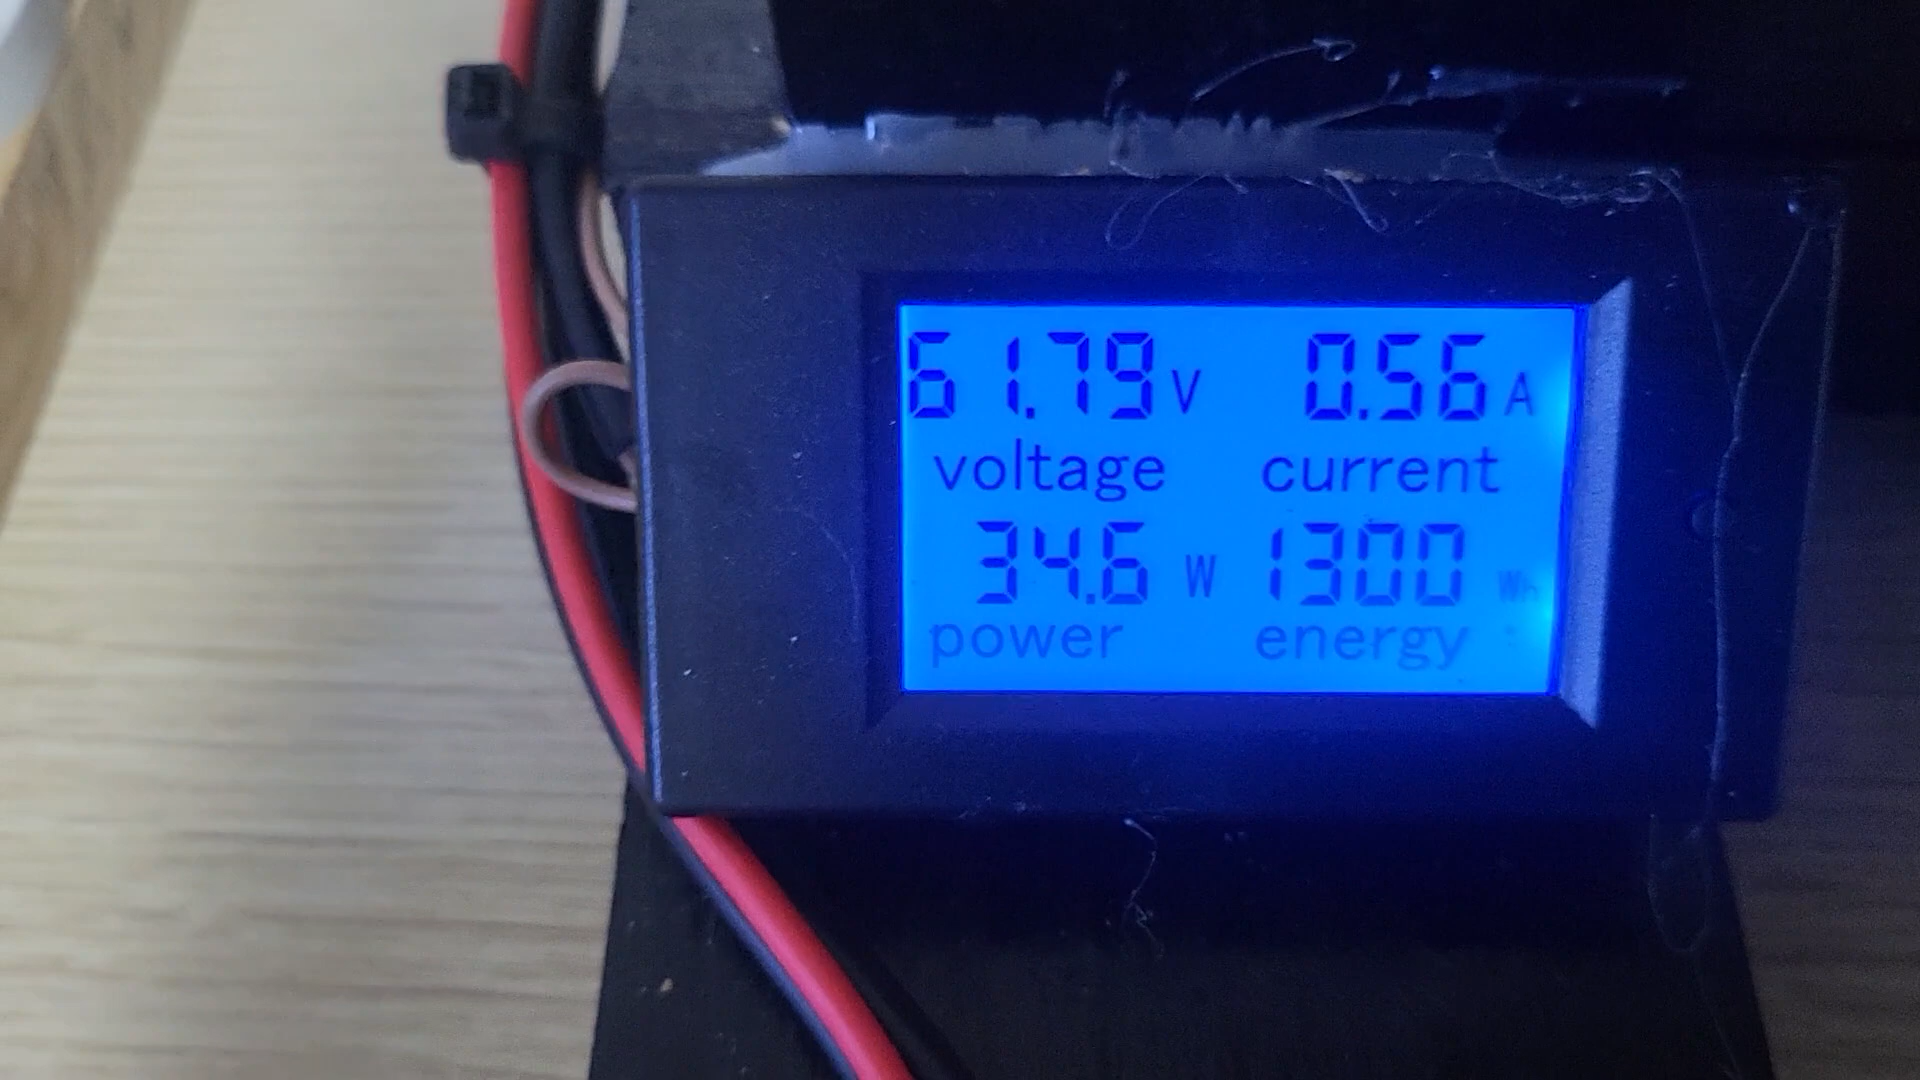 61.79 V 0.56 A
voltage current
34.6 W 1300 Wh
power energy